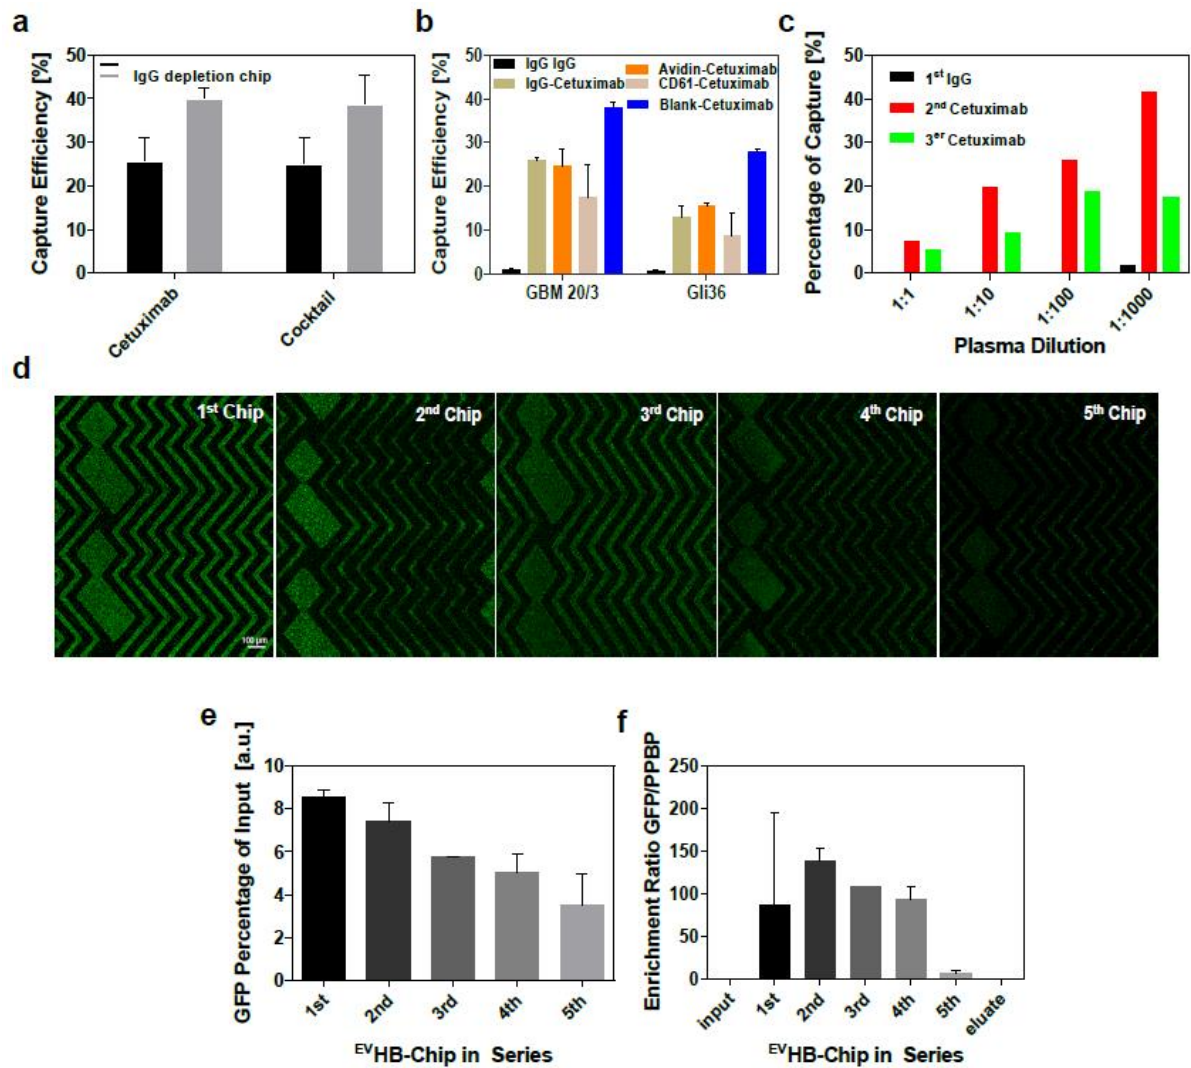 a
Capture Efficiency [%]
50
40
30
20
10
0
IgG depletion chip
Cetuximab
Cocktail
b
Capture Efficiency [%]
50
40
30
20
10
0
IgG IgG
IgG-Cetuximab
Avidin-Cetuximab
CD61-Cetuximab
Blank-Cetuximab
GBM 20/3
Gli36
c
Percentage of Capture [%]
50
40
30
20
10
0
1st IgG
2nd Cetuximab
3er Cetuximab
1:1
1:10
1:100
1:1000
Plasma Dilution
d
1st Chip
2nd Chip
3rd Chip
4th Chip
5th Chip
100 µm
e
GFP Percentage of Input [a.u.]
10
8
6
4
2
0
1st
2nd
3rd
4th
5th
EVHB-Chip in Series
f
Enrichment Ratio GFP/PPBP
250
200
150
100
50
0
input
1st
2nd
3rd
4th
5th
eluate
EVHB-Chip in Series